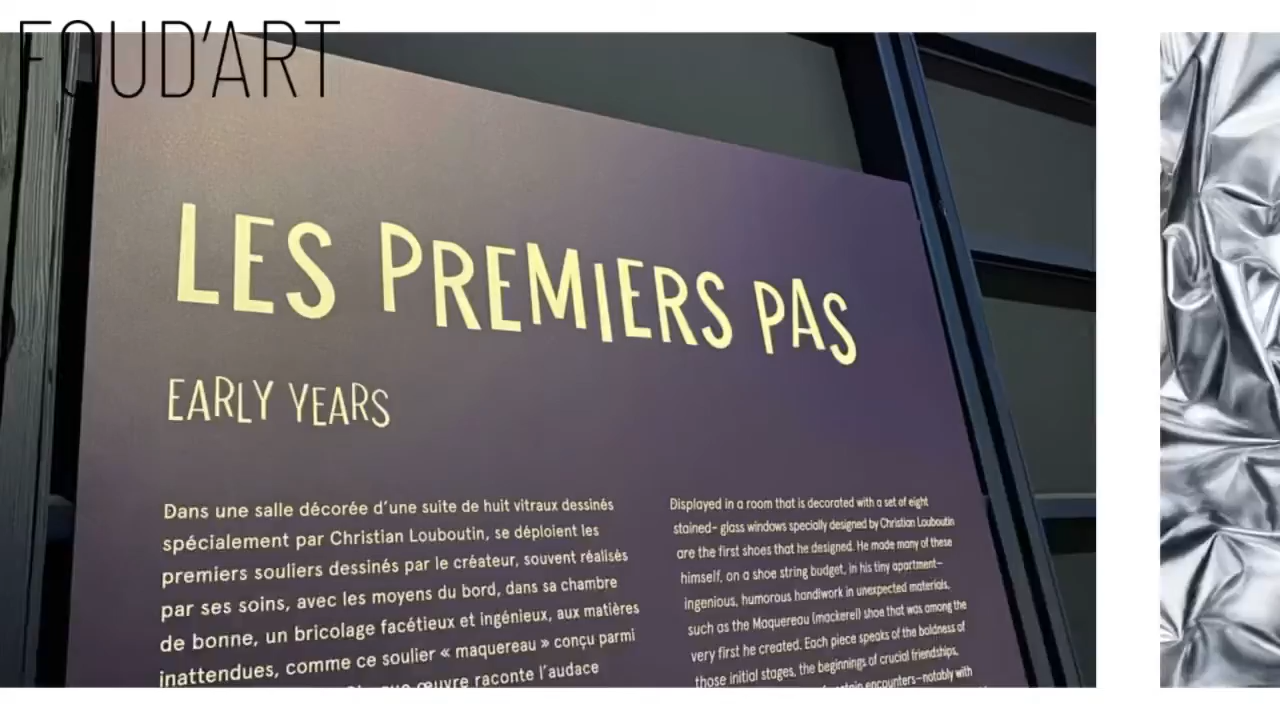 FOUD'ART
LES PREMIERS PAS
EARLY YEARS
Dans une salle décorée d'une suite de huit vitraux dessinés
spécialement par Christian Louboutin, se déploient les
premiers souliers dessinés par le créateur, souvent réalisés
par ses soins, avec les moyens du bord, dans sa chambre
de bonne, un bricolage facétieux et ingénieux, aux matières
inattendues, comme ce soulier « maquereau » conçu parmi
œuvre raconte l'audace
Displayed in a room that is decorated with a set of eight
stained- glass windows specially designed by Christian Louboutin
are the first shoes that he designed. He made many of these
himself, on a shoe string budget, in his tiny apartment–
ingenious, humorous handiwork in unexpected materials,
such as the Maquereau (mackerel) shoe that was among the
very first he created. Each piece speaks of the boldness of
those initial stages, the beginnings of crucial friendships,
encounters–notably with